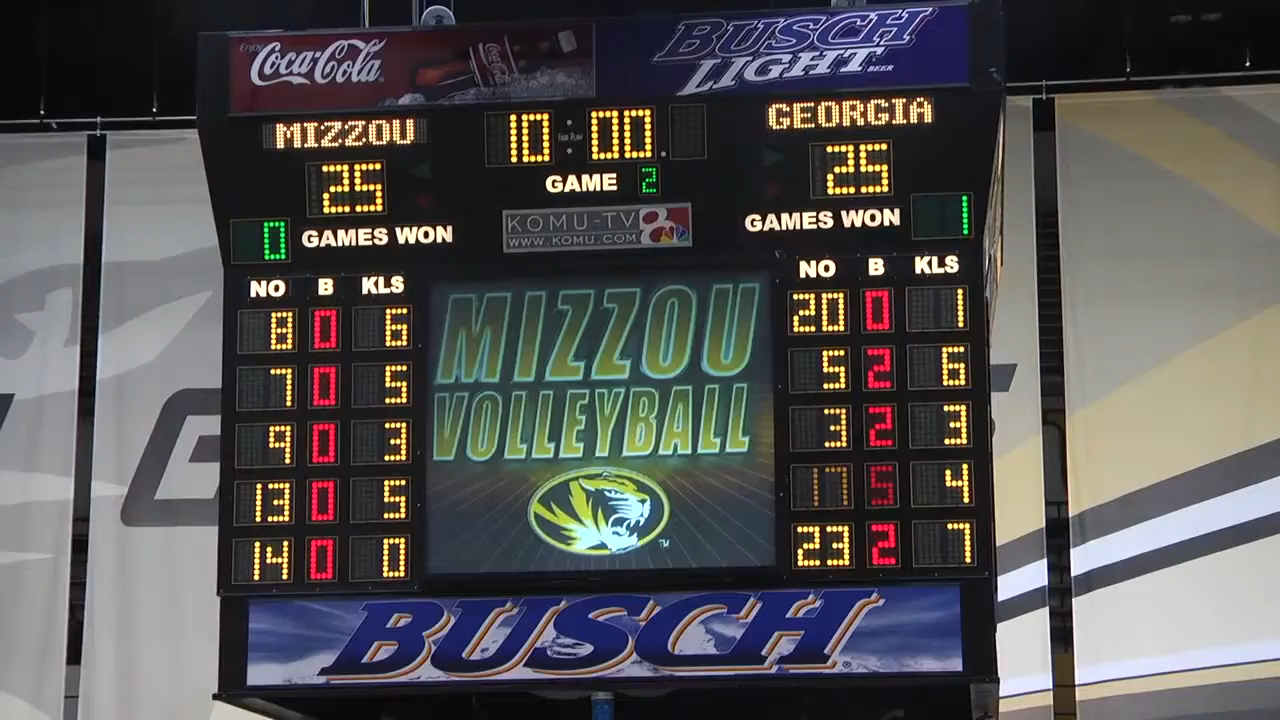 Enjoy Coca-Cola
BUSCH LIGHT BEER
MIZZOU 10:00 GEORGIA
25 GAME 2 25
0 GAMES WON KOMU-TV 8 GAMES WON 1
WWW.KOMU.COM
NO B KLS NO B KLS
8 0 6 20 0 1
7 0 5 5 2 6
9 0 3 3 2 3
13 0 5 17 5 4
14 0 0 23 2 7
MIZZOU
VOLLEYBALL
TM
BUSCH